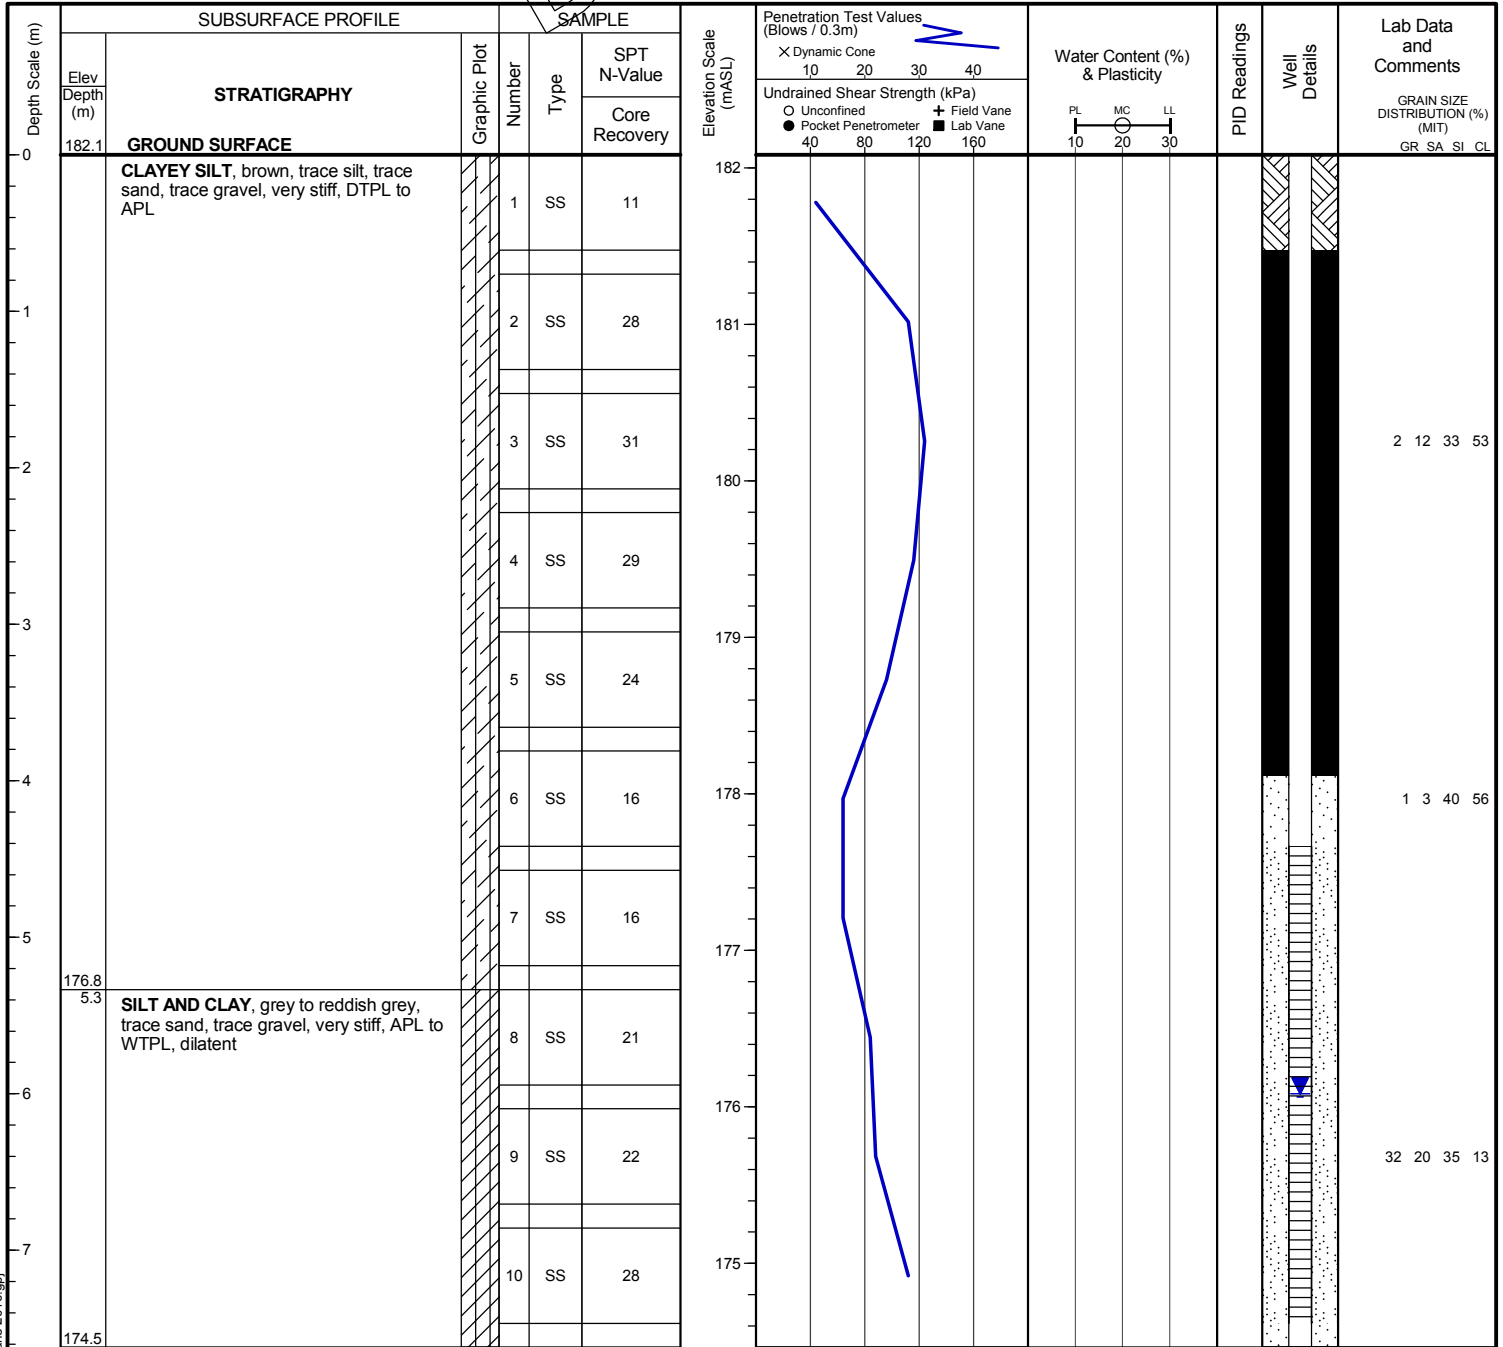 SUBSURFACE PROFILE
SAMPLE
Depth Scale (m)
Elev
Depth
(m)
STRATIGRAPHY
Graphic Plot
Number
Type
SPT
N-Value
Core
Recovery
Elevation Scale
(mASL)
Penetration Test Values
(Blows / 0.3m)
Dynamic Cone
10 20 30 40
Undrained Shear Strength (kPa)
Unconfined Field Vane
Pocket Penetrometer Lab Vane
40 80 120 160
Water Content (%)
& Plasticity
PL MC LL
10 20 30
PID Readings
Well
Details
Lab Data
and
Comments
GRAIN SIZE
DISTRIBUTION (%)
(MIT)
GR SA SI CL
182.1 GROUND SURFACE
0
CLAYEY SILT, brown, trace silt, trace
sand, trace gravel, very stiff, DTPL to
APL
182
1 SS 11
1
2 SS 28
181
3 SS 31
2 12 33 53
2
180
4 SS 29
3
179
5 SS 24
4
178
6 SS 16
1 3 40 56
7 SS 16
5
177
176.8
5.3
SILT AND CLAY, grey to reddish grey,
trace sand, trace gravel, very stiff, APL to
WTPL, dilatent
8 SS 21
6
176
9 SS 22
32 20 35 13
7
175
10 SS 28
174.5